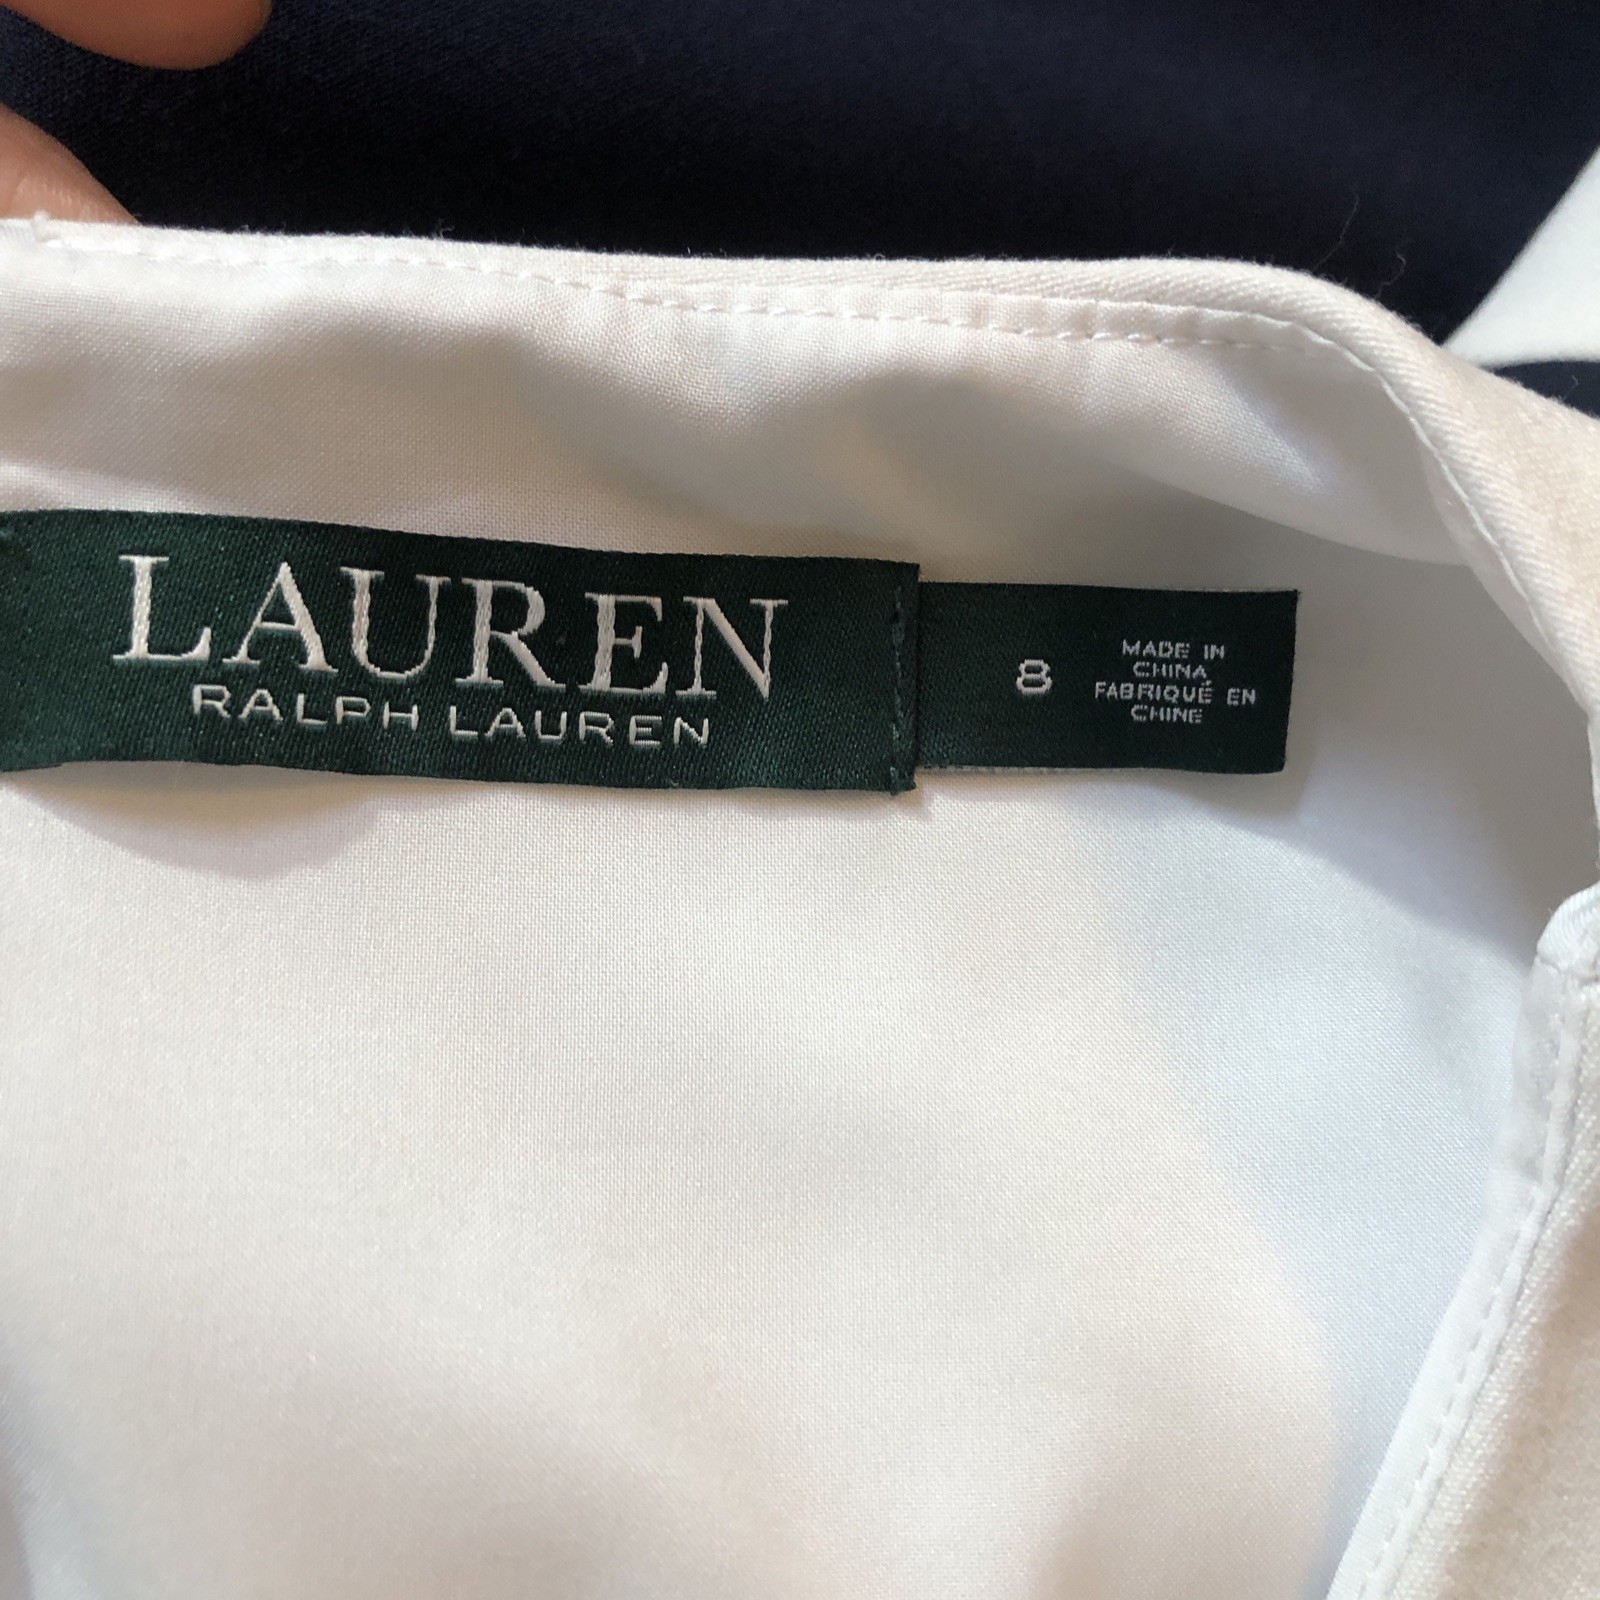 LAUREN
RALPH LAUREN
8
MADE IN
CHINA
FABRIQUÉ EN
CHINE